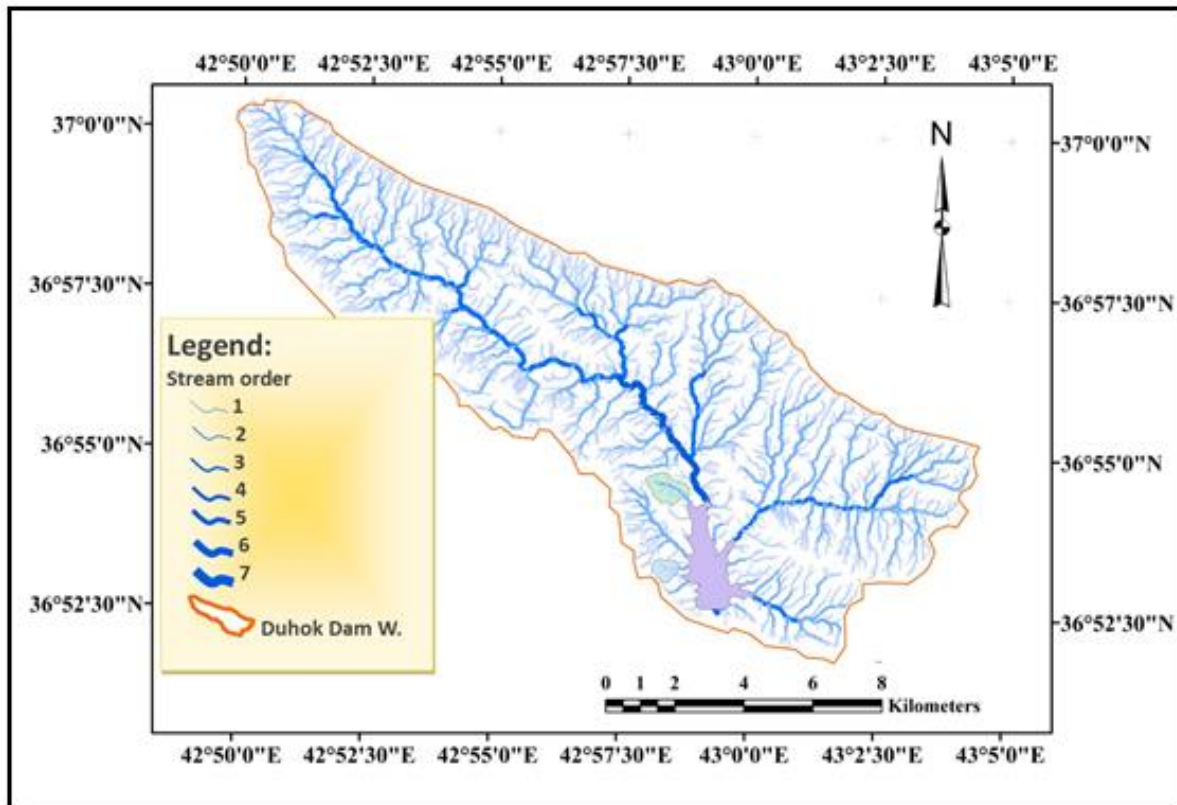 42°50'0"E 42°52'30"E 42°55'0"E 42°57'30"E 43°0'0"E 43°2'30"E 43°5'0"E
37°0'0"N
37°0'0"N
N
36°57'30"N
36°57'30"N
Legend:
Stream order
1
2
3
4
5
6
7
Duhok Dam W.
36°55'0"N
36°55'0"N
36°52'30"N
36°52'30"N
0 1 2 4 6 8
Kilometers
42°50'0"E 42°52'30"E 42°55'0"E 42°57'30"E 43°0'0"E 43°2'30"E 43°5'0"E